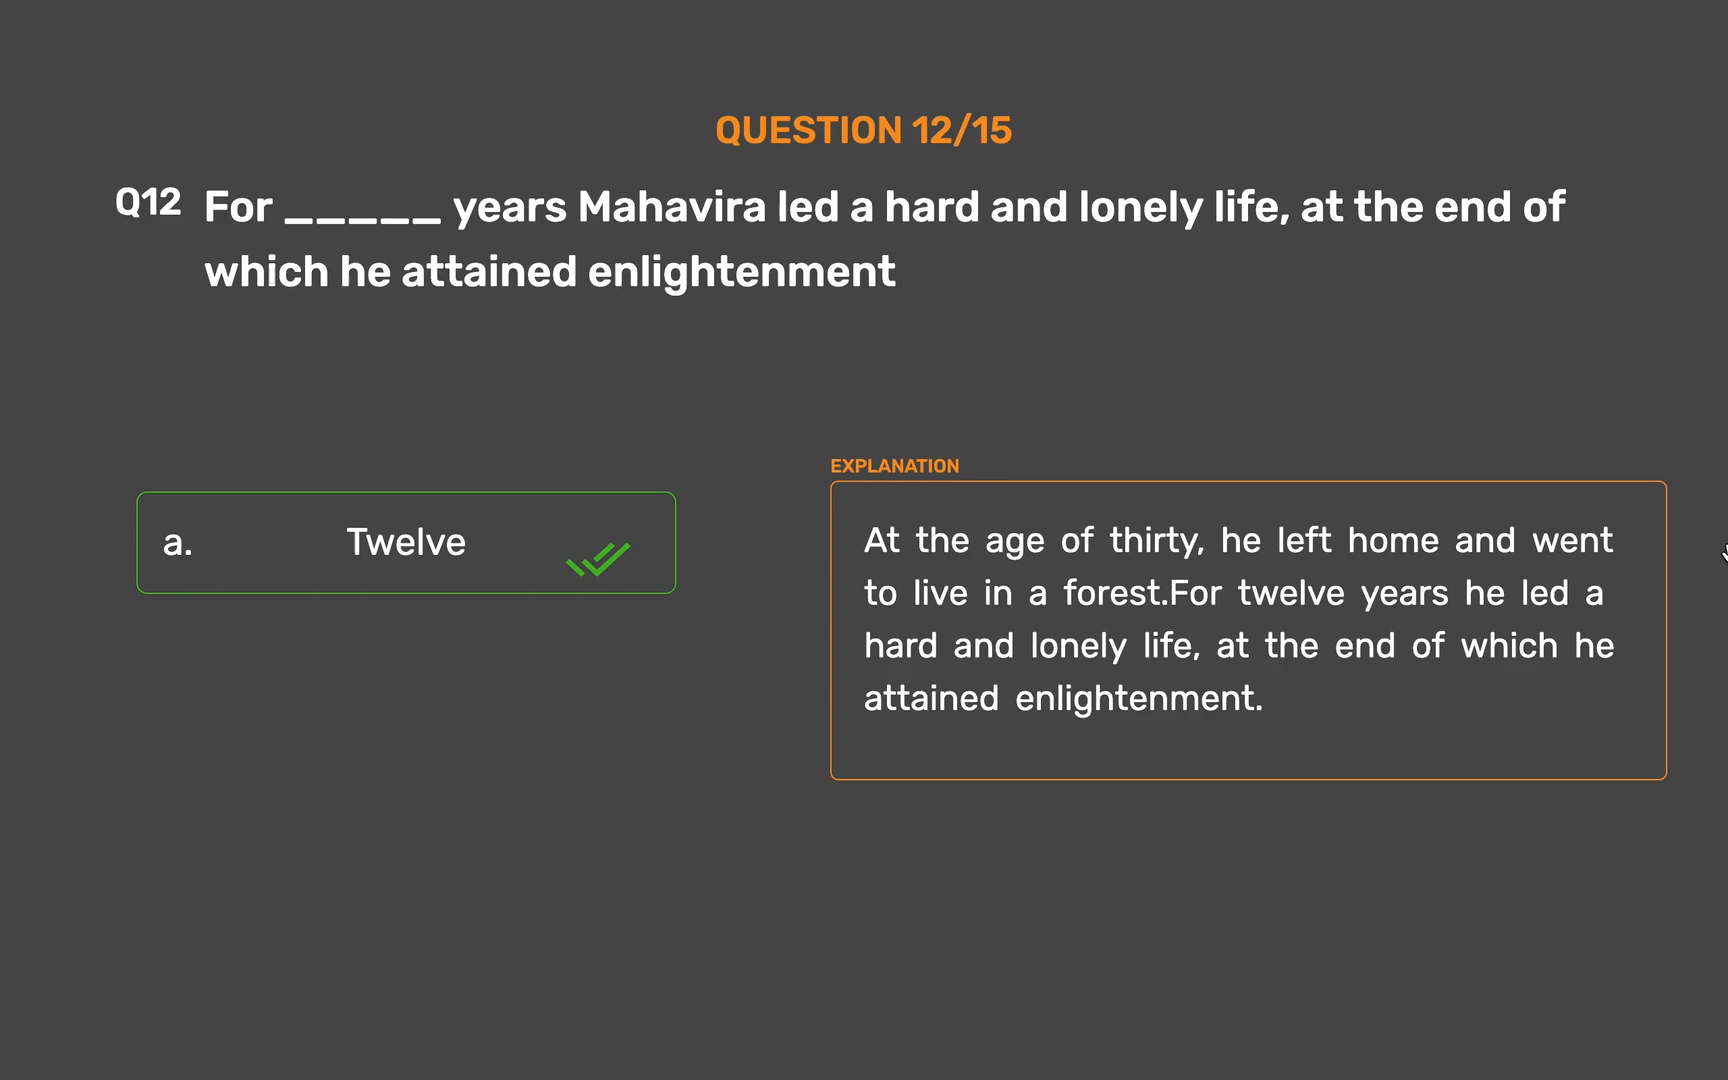 QUESTION 12/15
Q12 For _____ years Mahavira led a hard and lonely life, at the end of
which he attained enlightenment
a. Twelve
EXPLANATION
At the age of thirty, he left home and went
to live in a forest.For twelve years he led a
hard and lonely life, at the end of which he
attained enlightenment.